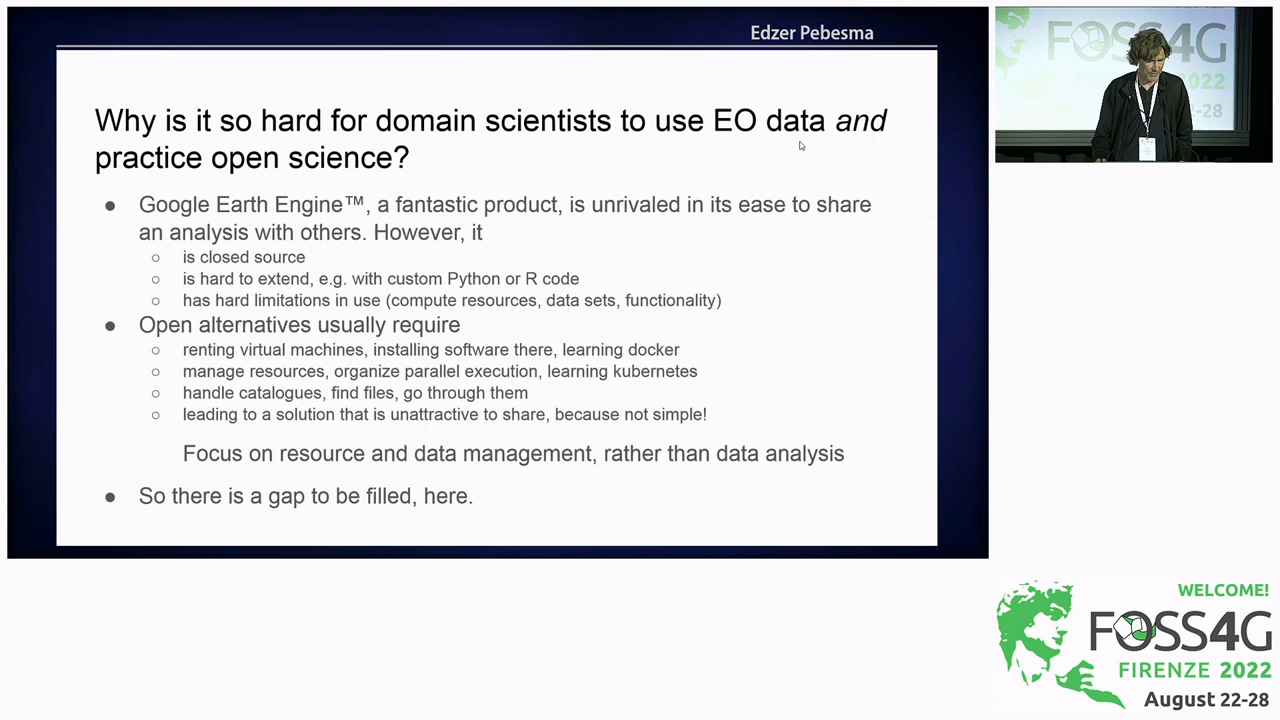 Edzer Pebesma
Why is it so hard for domain scientists to use EO data and
practice open science?
● Google Earth Engine™, a fantastic product, is unrivaled in its ease to share
an analysis with others. However, it
○ is closed source
○ is hard to extend, e.g. with custom Python or R code
○ has hard limitations in use (compute resources, data sets, functionality)
● Open alternatives usually require
○ renting virtual machines, installing software there, learning docker
○ manage resources, organize parallel execution, learning kubernetes
○ handle catalogues, find files, go through them
○ leading to a solution that is unattractive to share, because not simple!
Focus on resource and data management, rather than data analysis
● So there is a gap to be filled, here.
FOSS4G
2022
WELCOME!
FOSS4G
FIRENZE 2022
August 22-28